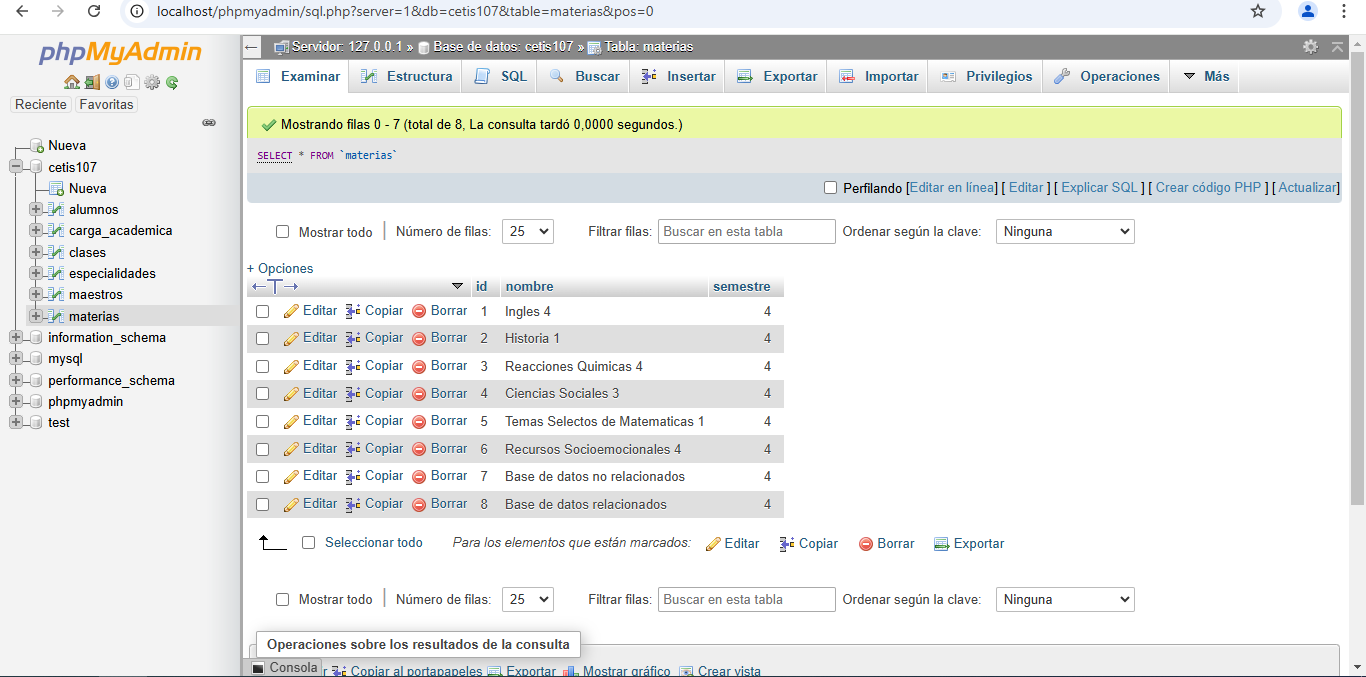 localhost/phpmyadmin/sql.php?server=1&db=cetis107&table=materias&pos=0
phpMyAdmin
Reciente Favoritas
Nueva
cetis107
Nueva
alumnos
carga_academica
clases
especialidades
maestros
materias
information_schema
mysql
performance_schema
phpmyadmin
test
Servidor: 127.0.0.1 » Base de datos: cetis107 » Tabla: materias
Examinar Estructura SQL Buscar Insertar Exportar Importar Privilegios Operaciones Más
Mostrando filas 0 - 7 (total de 8, La consulta tardó 0,0000 segundos.)
SELECT * FROM `materias`
Perfilando [Editar en línea] [ Editar ] [ Explicar SQL ] [ Crear código PHP ] [ Actualizar]
Mostrar todo Número de filas: 25 Filtrar filas: Buscar en esta tabla Ordenar según la clave: Ninguna
+ Opciones
←T→ id nombre semestre
Editar Copiar Borrar 1 Ingles 4 4
Editar Copiar Borrar 2 Historia 1 4
Editar Copiar Borrar 3 Reacciones Quimicas 4 4
Editar Copiar Borrar 4 Ciencias Sociales 3 4
Editar Copiar Borrar 5 Temas Selectos de Matematicas 1 4
Editar Copiar Borrar 6 Recursos Socioemocionales 4 4
Editar Copiar Borrar 7 Base de datos no relacionados 4
Editar Copiar Borrar 8 Base de datos relacionados 4
Seleccionar todo Para los elementos que están marcados: Editar Copiar Borrar Exportar
Mostrar todo Número de filas: 25 Filtrar filas: Buscar en esta tabla Ordenar según la clave: Ninguna
Operaciones sobre los resultados de la consulta
Consola r Copiar al portapapeles Exportar Mostrar gráfico Crear vista